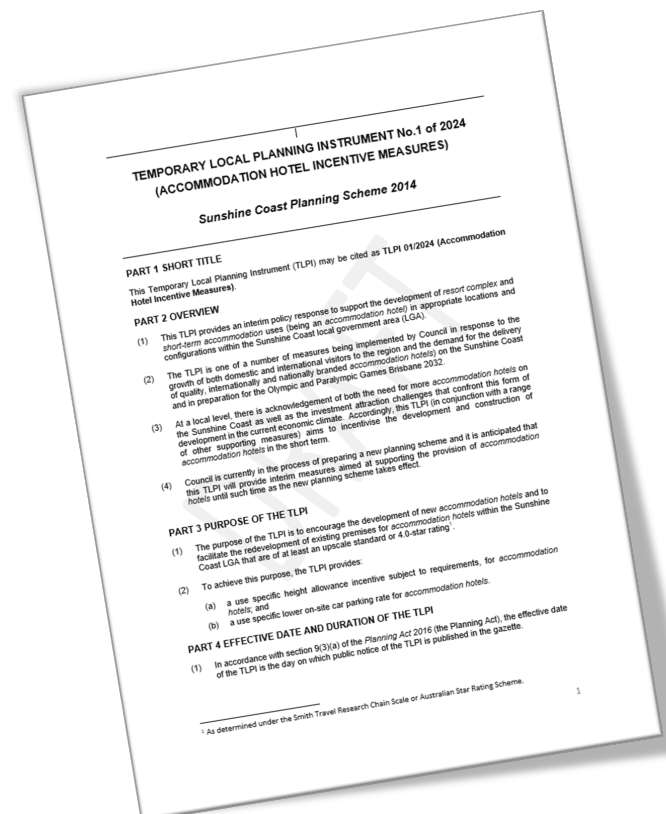 TEMPORARY LOCAL PLANNING INSTRUMENT No.1 of 2024
(ACCOMMODATION HOTEL INCENTIVE MEASURES)
Sunshine Coast Planning Scheme 2014
PART 1 SHORT TITLE
This Temporary Local Planning Instrument (TLPI) may be cited as TLPI 01/2024 (Accommodation
Hotel Incentive Measures).
PART 2 OVERVIEW
(1) This TLPI provides an interim policy response to support the development of resort complex and
short-term accommodation uses (being an accommodation hotel) in appropriate locations and
configurations within the Sunshine Coast local government area (LGA).
(2) The TLPI is one of a number of measures being implemented by Council in response to the
growth of both domestic and international visitors to the region and the demand for the delivery
of quality, internationally and nationally branded accommodation hotels) on the Sunshine Coast
and in preparation for the Olympic and Paralympic Games Brisbane 2032.
(3) At a local level, there is acknowledgement of both the need for more accommodation hotels on
the Sunshine Coast as well as the investment attraction challenges that confront this form of
development in the current economic climate. Accordingly, this TLPI (in conjunction with a range
of other supporting measures) aims to incentivise the development and construction of
accommodation hotels in the short term.
(4) Council is currently in the process of preparing a new planning scheme and it is anticipated that
this TLPI will provide interim measures aimed at supporting the provision of accommodation
hotels until such time as the new planning scheme takes effect.
PART 3 PURPOSE OF THE TLPI
(1) The purpose of the TLPI is to encourage the development of new accommodation hotels and to
facilitate the redevelopment of existing premises for accommodation hotels within the Sunshine
Coast LGA that are of at least an upscale standard or 4.0-star rating¹.
(2) To achieve this purpose, the TLPI provides:
(a) a use specific height allowance incentive subject to requirements, for accommodation
hotels; and
(b) a use specific lower on-site car parking rate for accommodation hotels.
PART 4 EFFECTIVE DATE AND DURATION OF THE TLPI
(1) In accordance with section 9(3)(a) of the Planning Act 2016 (the Planning Act), the effective date
of the TLPI is the day on which public notice of the TLPI is published in the gazette.
¹ As determined under the Smith Travel Research Chain Scale or Australian Star Rating Scheme.
1
DRAFT